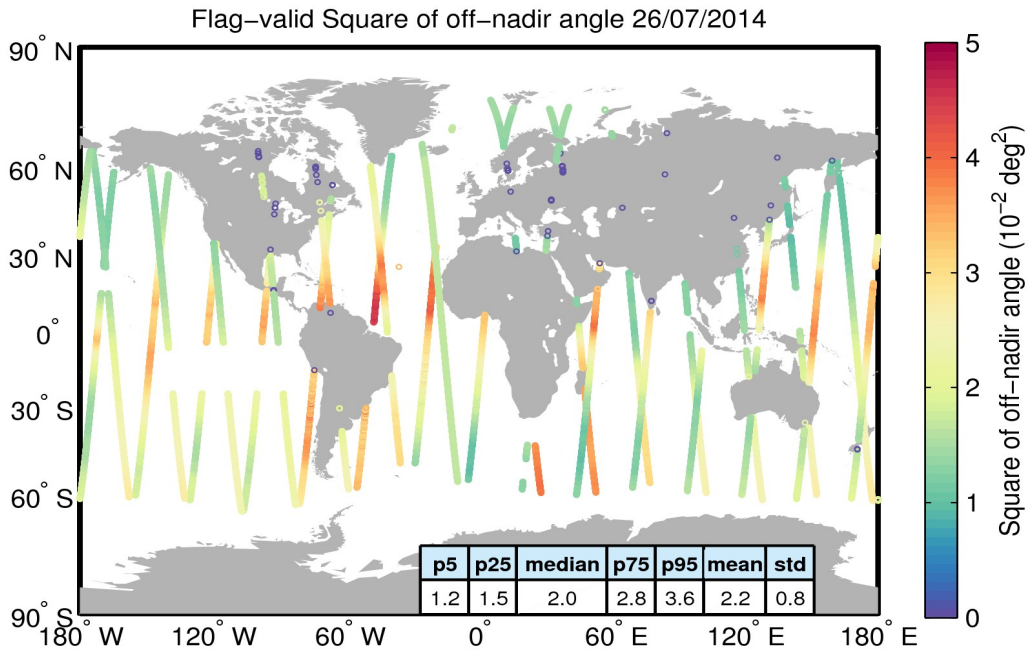 Flag−valid Square of off−nadir angle 26/07/2014
90° N
60° N
30° N
0°
30° S
60° S
90° S
180° W
120° W
60° W
0°
60° E
120° E
180° E
p5 p25 median p75 p95 mean std
1.2 1.5 2.0 2.8 3.6 2.2 0.8
5
4
3
2
1
0
Square of off−nadir angle (10⁻² deg²)